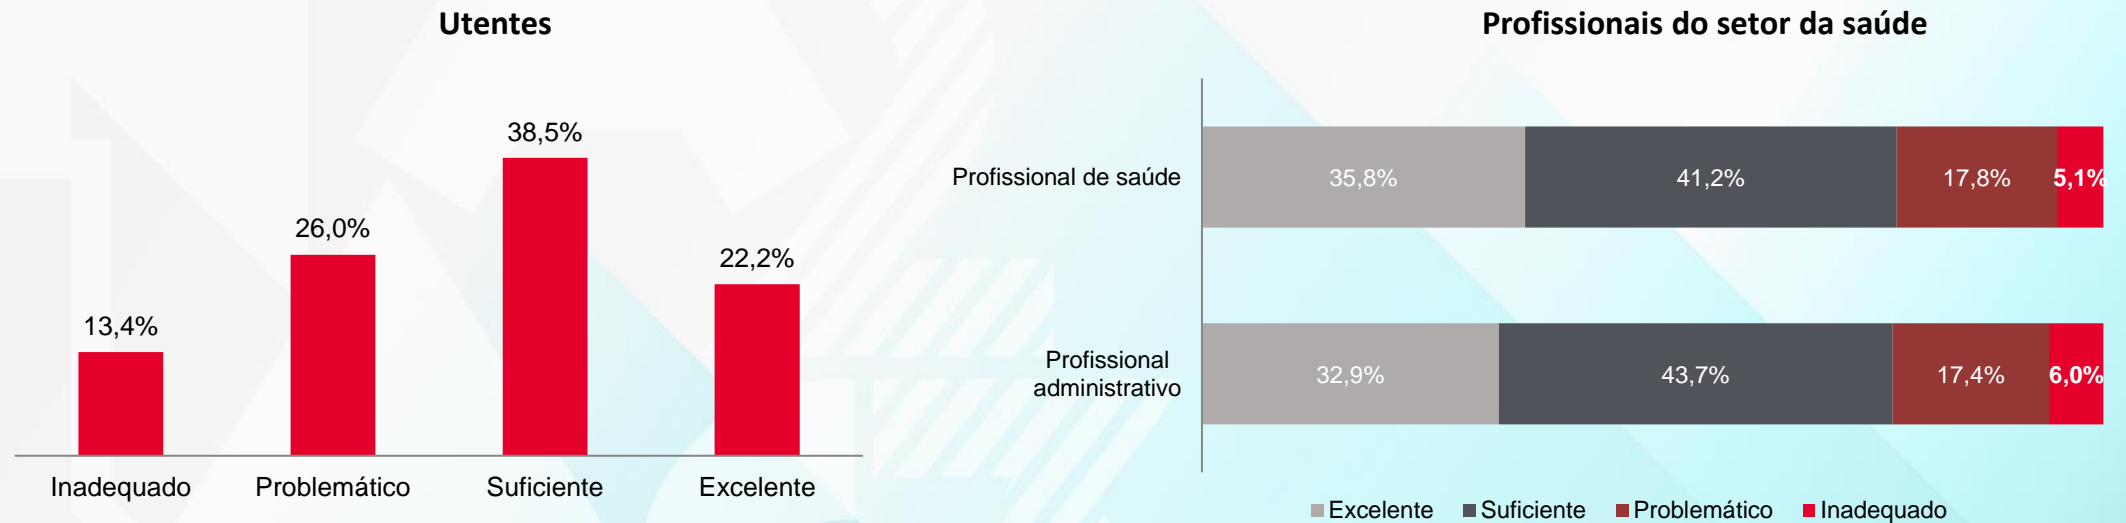 Utentes
13,4%
26,0%
38,5%
22,2%
Inadequado
Problemático
Suficiente
Excelente
Profissionais do setor da saúde
Profissional de saúde
35,8%
41,2%
17,8%
5,1%
Profissional
administrativo
32,9%
43,7%
17,4%
6,0%
Excelente
Suficiente
Problemático
Inadequado